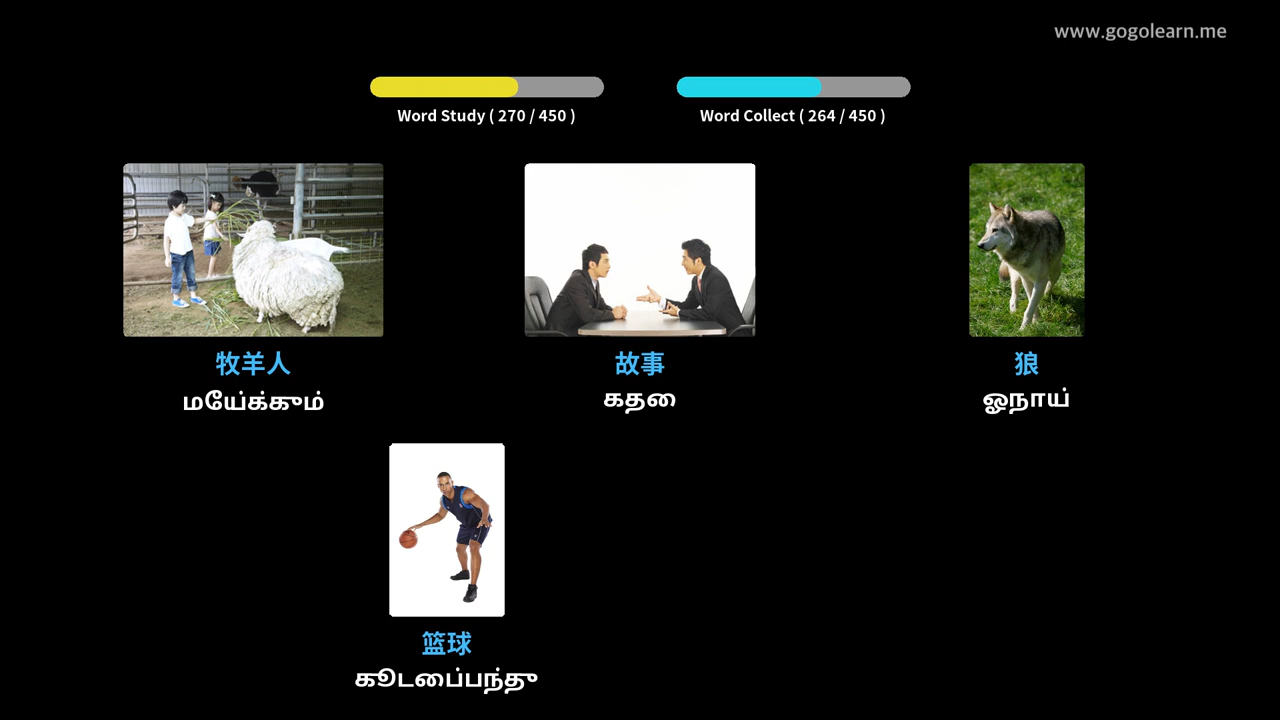 www.gogolearn.me
Word Study ( 270 / 450 )
Word Collect ( 264 / 450 )
牧羊人
மேய்க்கும்
故事
கதை
狼
ஓநாய்
篮球
கூடைப்பந்து